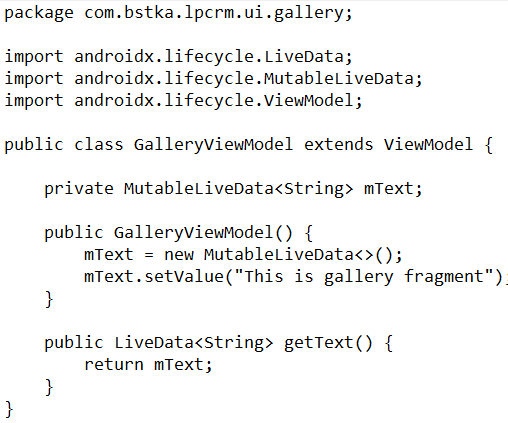 package com.bstka.lpcrm.ui.gallery;
import androidx.lifecycle.LiveData;
import androidx.lifecycle.MutableLiveData;
import androidx.lifecycle.ViewModel;
public class GalleryViewModel extends ViewModel {
private MutableLiveData<String> mText;
public GalleryViewModel() {
mText = new MutableLiveData<>();
mText.setValue("This is gallery fragment");
}
public LiveData<String> getText() {
return mText;
}
}